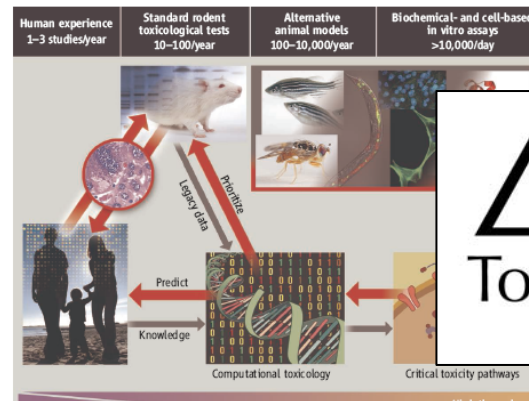 Human experience
1–3 studies/year
Standard rodent
toxicological tests
10–100/year
Alternative
animal models
100–10,000/year
Biochemical- and cell-based
in vitro assays
>10,000/day
Legacy data
Prioritize
Predict
Knowledge
Computational toxicology
Critical toxicity pathways
To